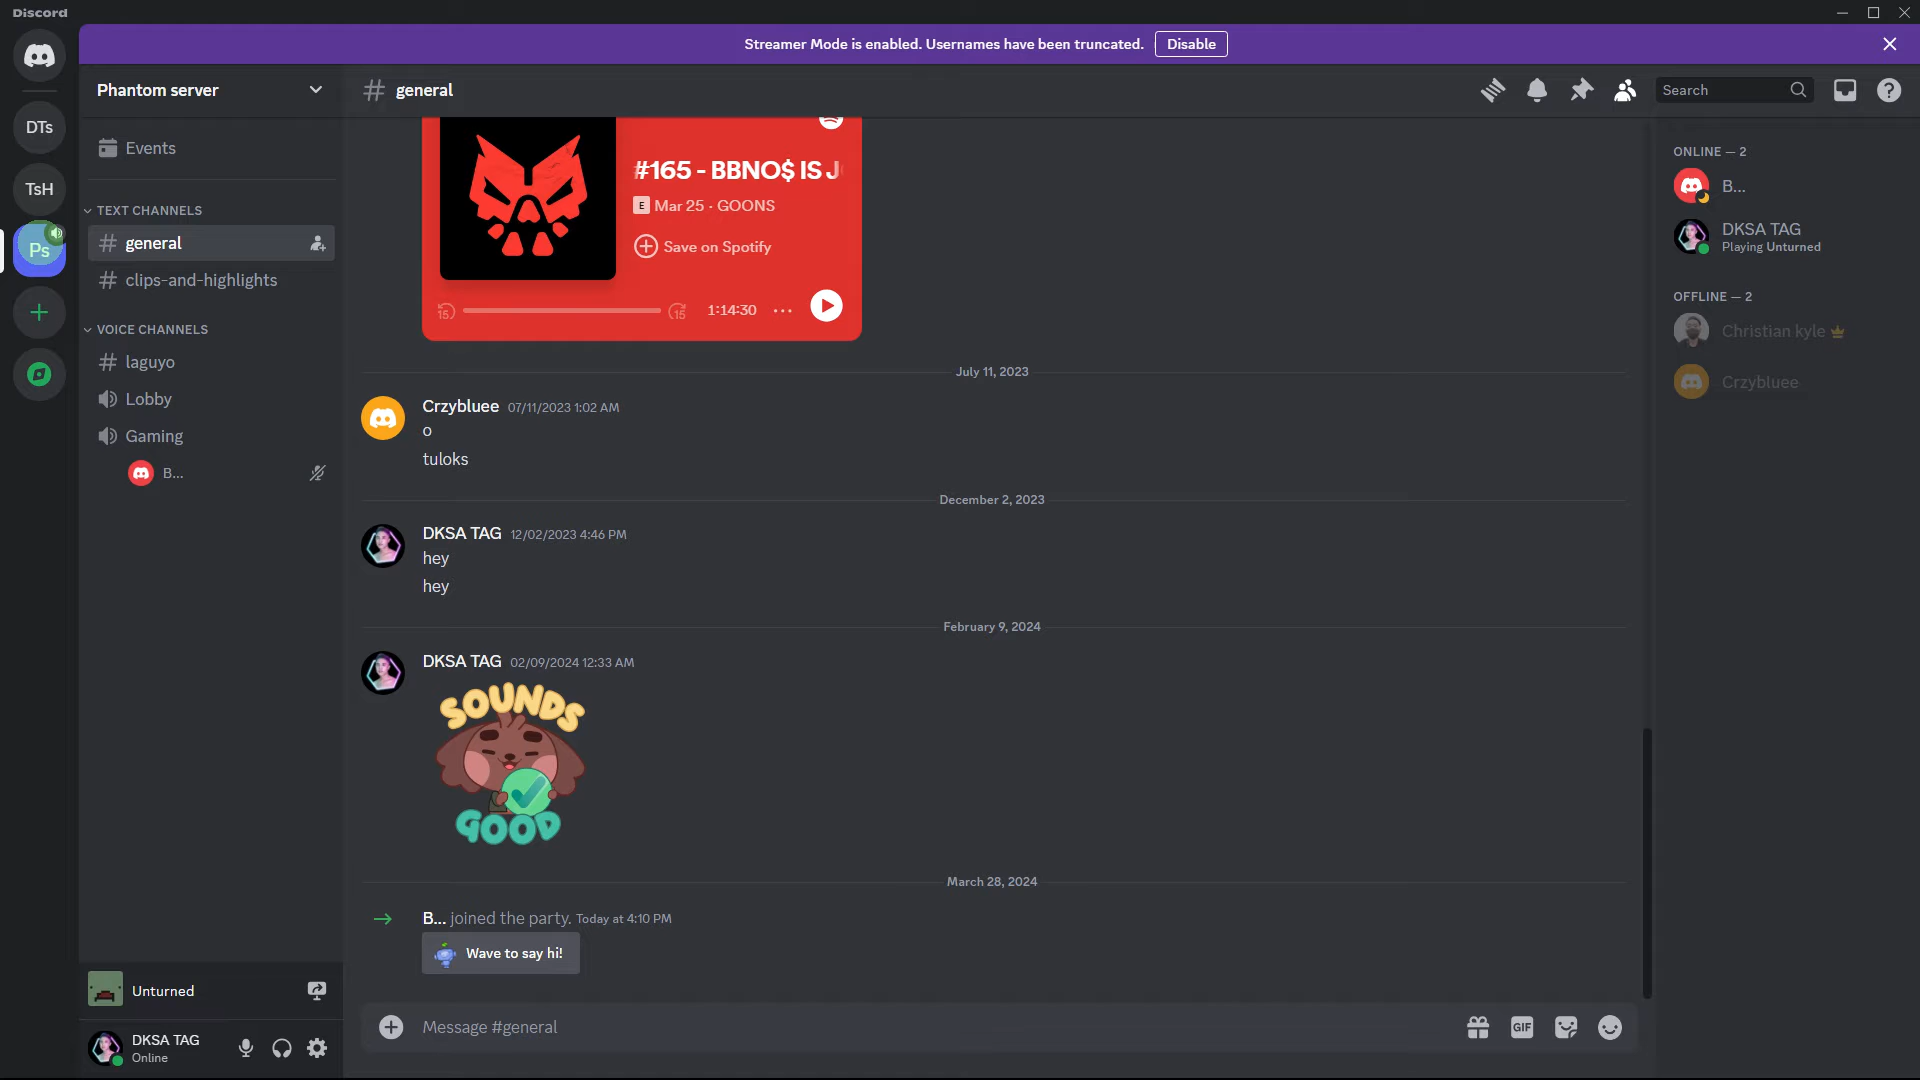 Discord
Streamer Mode is enabled. Usernames have been truncated. Disable
DTs
TsH
Ps
Phantom server
Events
TEXT CHANNELS
general
clips-and-highlights
VOICE CHANNELS
laguyo
Lobby
Gaming
B...
Unturned
DKSA TAG
Online
general
Search
#165 - BBNO$ IS J
E Mar 25 · GOONS
Save on Spotify
15 15 1:14:30
July 11, 2023
Crzybluee 07/11/2023 1:02 AM
o
tuloks
December 2, 2023
DKSA TAG 12/02/2023 4:46 PM
hey
hey
February 9, 2024
DKSA TAG 02/09/2024 12:33 AM
SOUNDS
GOOD
March 28, 2024
B... joined the party. Today at 4:10 PM
Wave to say hi!
Message #general
GIF
ONLINE — 2
B...
DKSA TAG
Playing Unturned
OFFLINE — 2
Christian kyle
Crzybluee